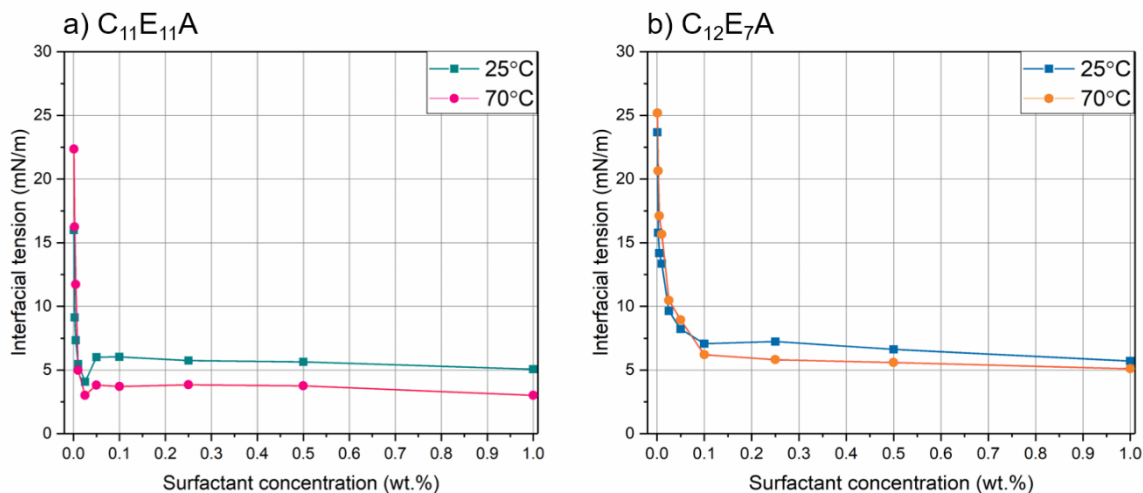 a) C₁₁E₁₁A
30
25
20
15
10
5
0
Interfacial tension (mN/m)
25°C
70°C
0.0 0.1 0.2 0.3 0.4 0.5 0.6 0.7 0.8 0.9 1.0
Surfactant concentration (wt.%)
b) C₁₂E₇A
30
25
20
15
10
5
0
Interfacial tension (mN/m)
25°C
70°C
0.0 0.1 0.2 0.3 0.4 0.5 0.6 0.7 0.8 0.9 1.0
Surfactant concentration (wt.%)